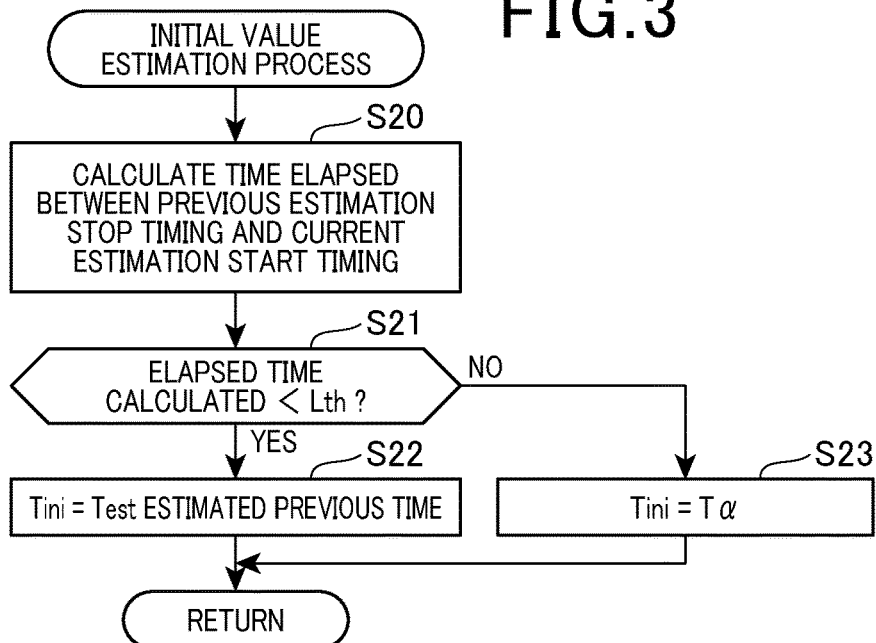 FIG.3
INITIAL VALUE
ESTIMATION PROCESS
S20
CALCULATE TIME ELAPSED
BETWEEN PREVIOUS ESTIMATION
STOP TIMING AND CURRENT
ESTIMATION START TIMING
S21
ELAPSED TIME
CALCULATED < Lth ?
NO
YES
S22
Tini = Test ESTIMATED PREVIOUS TIME
S23
Tini = Tα
RETURN